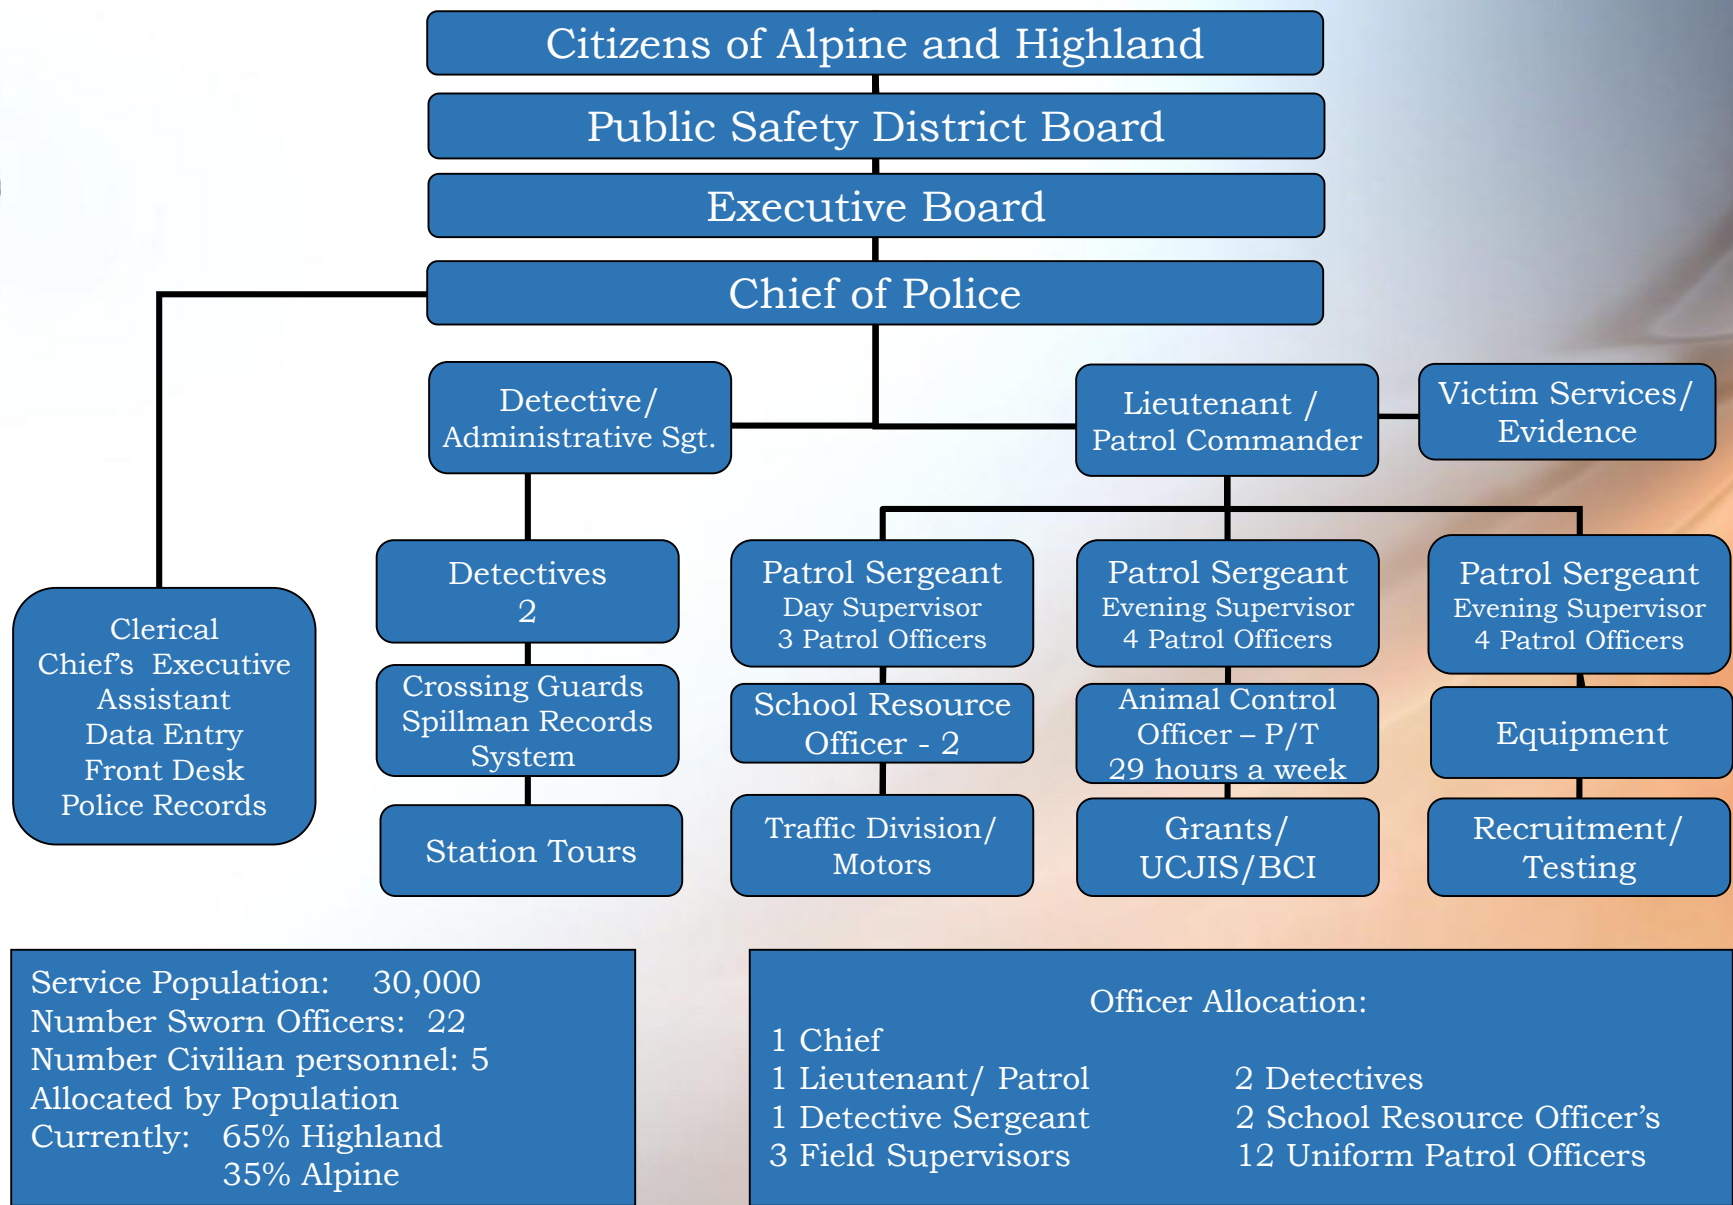 Citizens of Alpine and Highland
Public Safety District Board
Executive Board
Chief of Police
Detective/
Administrative Sgt.
Lieutenant /
Patrol Commander
Victim Services/
Evidence
Clerical
Chief's  Executive
Assistant
Data Entry
Front Desk
Police Records
Detectives
2
Crossing Guards
Spillman Records
System
Station Tours
Patrol Sergeant
Day Supervisor
3 Patrol Officers
School Resource
Officer - 2
Traffic Division/
Motors
Patrol Sergeant
Evening Supervisor
4 Patrol Officers
Animal Control
Officer – P/T
29 hours a week
Grants/
UCJIS/BCI
Patrol Sergeant
Evening Supervisor
4 Patrol Officers
Equipment
Recruitment/
Testing
Service Population: 30,000
Number Sworn Officers: 22
Number Civilian personnel: 5
Allocated by Population
Currently: 65% Highland
35% Alpine
Officer Allocation:
1 Chief
1 Lieutenant/ Patrol
1 Detective Sergeant
3 Field Supervisors
2 Detectives
2 School Resource Officer's
12 Uniform Patrol Officers